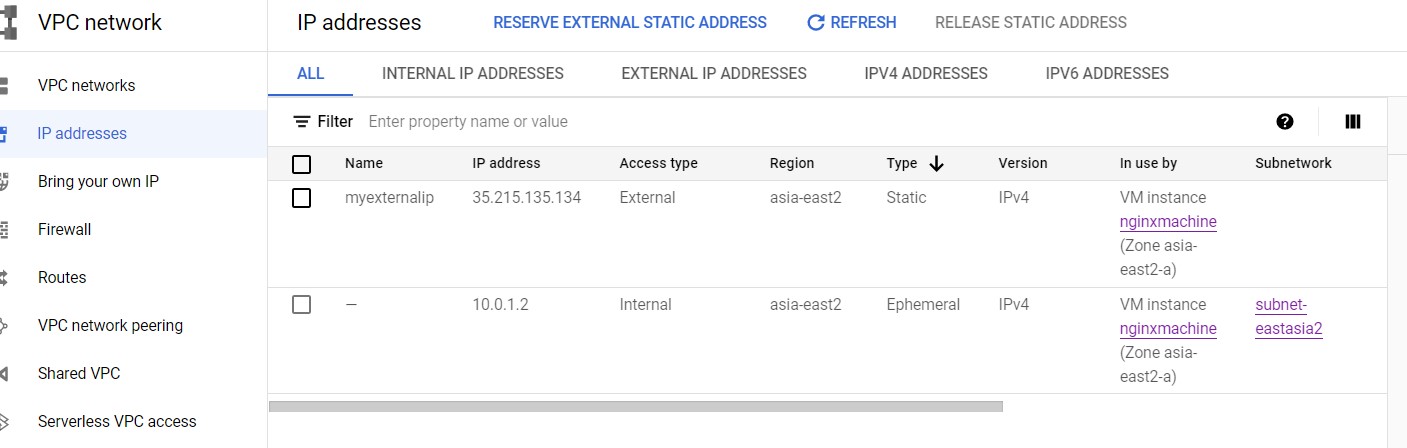 VPC network
IP addresses
RESERVE EXTERNAL STATIC ADDRESS
REFRESH
RELEASE STATIC ADDRESS
VPC networks
IP addresses
Bring your own IP
Firewall
Routes
VPC network peering
Shared VPC
Serverless VPC access
ALL
INTERNAL IP ADDRESSES
EXTERNAL IP ADDRESSES
IPV4 ADDRESSES
IPV6 ADDRESSES
Filter Enter property name or value
Name IP address Access type Region Type Version In use by Subnetwork
myexternalip 35.215.135.134 External asia-east2 Static IPv4 VM instance
nginxmachine
(Zone asia-
east2-a)
— 10.0.1.2 Internal asia-east2 Ephemeral IPv4 VM instance subnet-
nginxmachine eastasia2
(Zone asia-
east2-a)